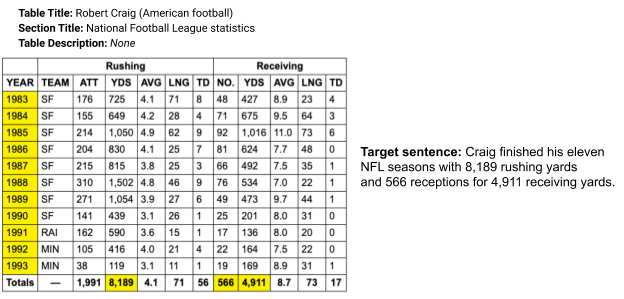 Table Title: Robert Craig (American football)
Section Title: National Football League statistics
Table Description: None
Rushing Receiving
YEAR TEAM ATT YDS AVG LNG TD NO. YDS AVG LNG TD
1983 SF 176 725 4.1 71 8 48 427 8.9 23 4
1984 SF 155 649 4.2 28 4 71 675 9.5 64 3
1985 SF 214 1,050 4.9 62 9 92 1,016 11.0 73 6
1986 SF 204 830 4.1 25 7 81 624 7.7 48 0
1987 SF 215 815 3.8 25 3 66 492 7.5 35 1
1988 SF 310 1,502 4.8 46 9 76 534 7.0 22 1
1989 SF 271 1,054 3.9 27 6 49 473 9.7 44 1
1990 SF 141 439 3.1 26 1 25 201 8.0 31 0
1991 RAI 162 590 3.6 15 1 17 136 8.0 20 0
1992 MIN 105 416 4.0 21 4 22 164 7.5 22 0
1993 MIN 38 119 3.1 11 1 19 169 8.9 31 1
Totals — 1,991 8,189 4.1 71 56 566 4,911 8.7 73 17
Target sentence: Craig finished his eleven
NFL seasons with 8,189 rushing yards
and 566 receptions for 4,911 receiving yards.